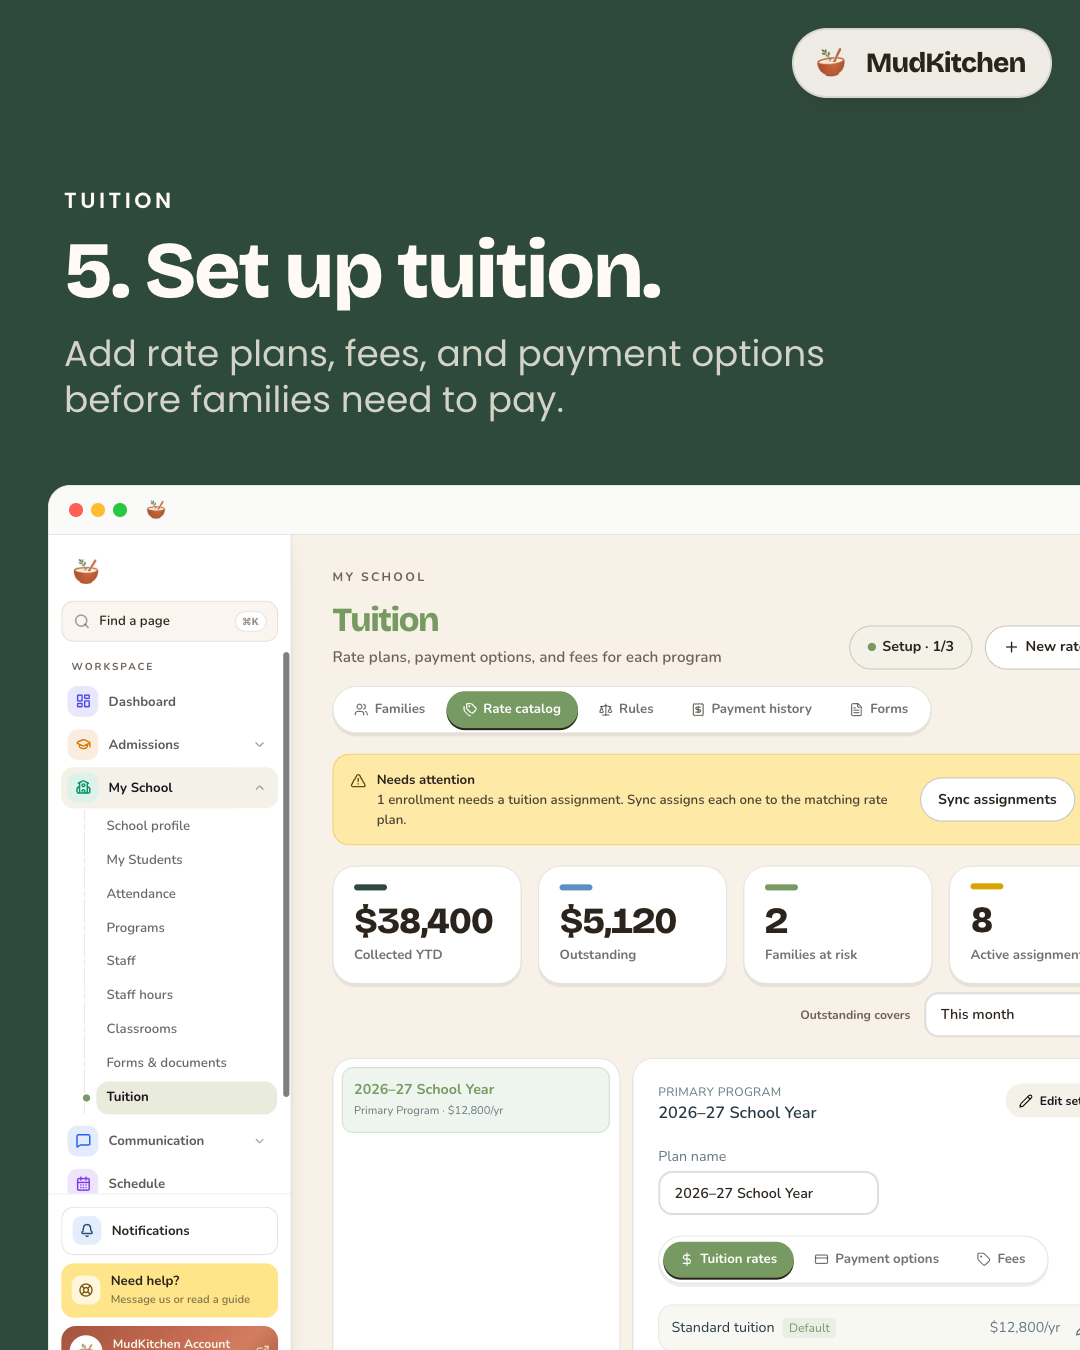 MudKitchen
TUITION
5. Set up tuition.
Add rate plans, fees, and payment options
before families need to pay.
Find a page
⌘K
WORKSPACE
Dashboard
Admissions
My School
School profile
My Students
Attendance
Programs
Staff
Staff hours
Classrooms
Forms & documents
Tuition
Communication
Schedule
Notifications
Need help?
Message us or read a guide
MudKitchen Account
MY SCHOOL
Tuition
Rate plans, payment options, and fees for each program
Setup · 1/3
+ New rat
Families
Rate catalog
Rules
Payment history
Forms
Needs attention
1 enrollment needs a tuition assignment. Sync assigns each one to the matching rate
plan.
Sync assignments
$38,400
Collected YTD
$5,120
Outstanding
2
Families at risk
8
Active assignment
Outstanding covers
This month
2026–27 School Year
Primary Program · $12,800/yr
PRIMARY PROGRAM
2026–27 School Year
Edit set
Plan name
2026–27 School Year
Tuition rates
Payment options
Fees
Standard tuition
Default
$12,800/yr